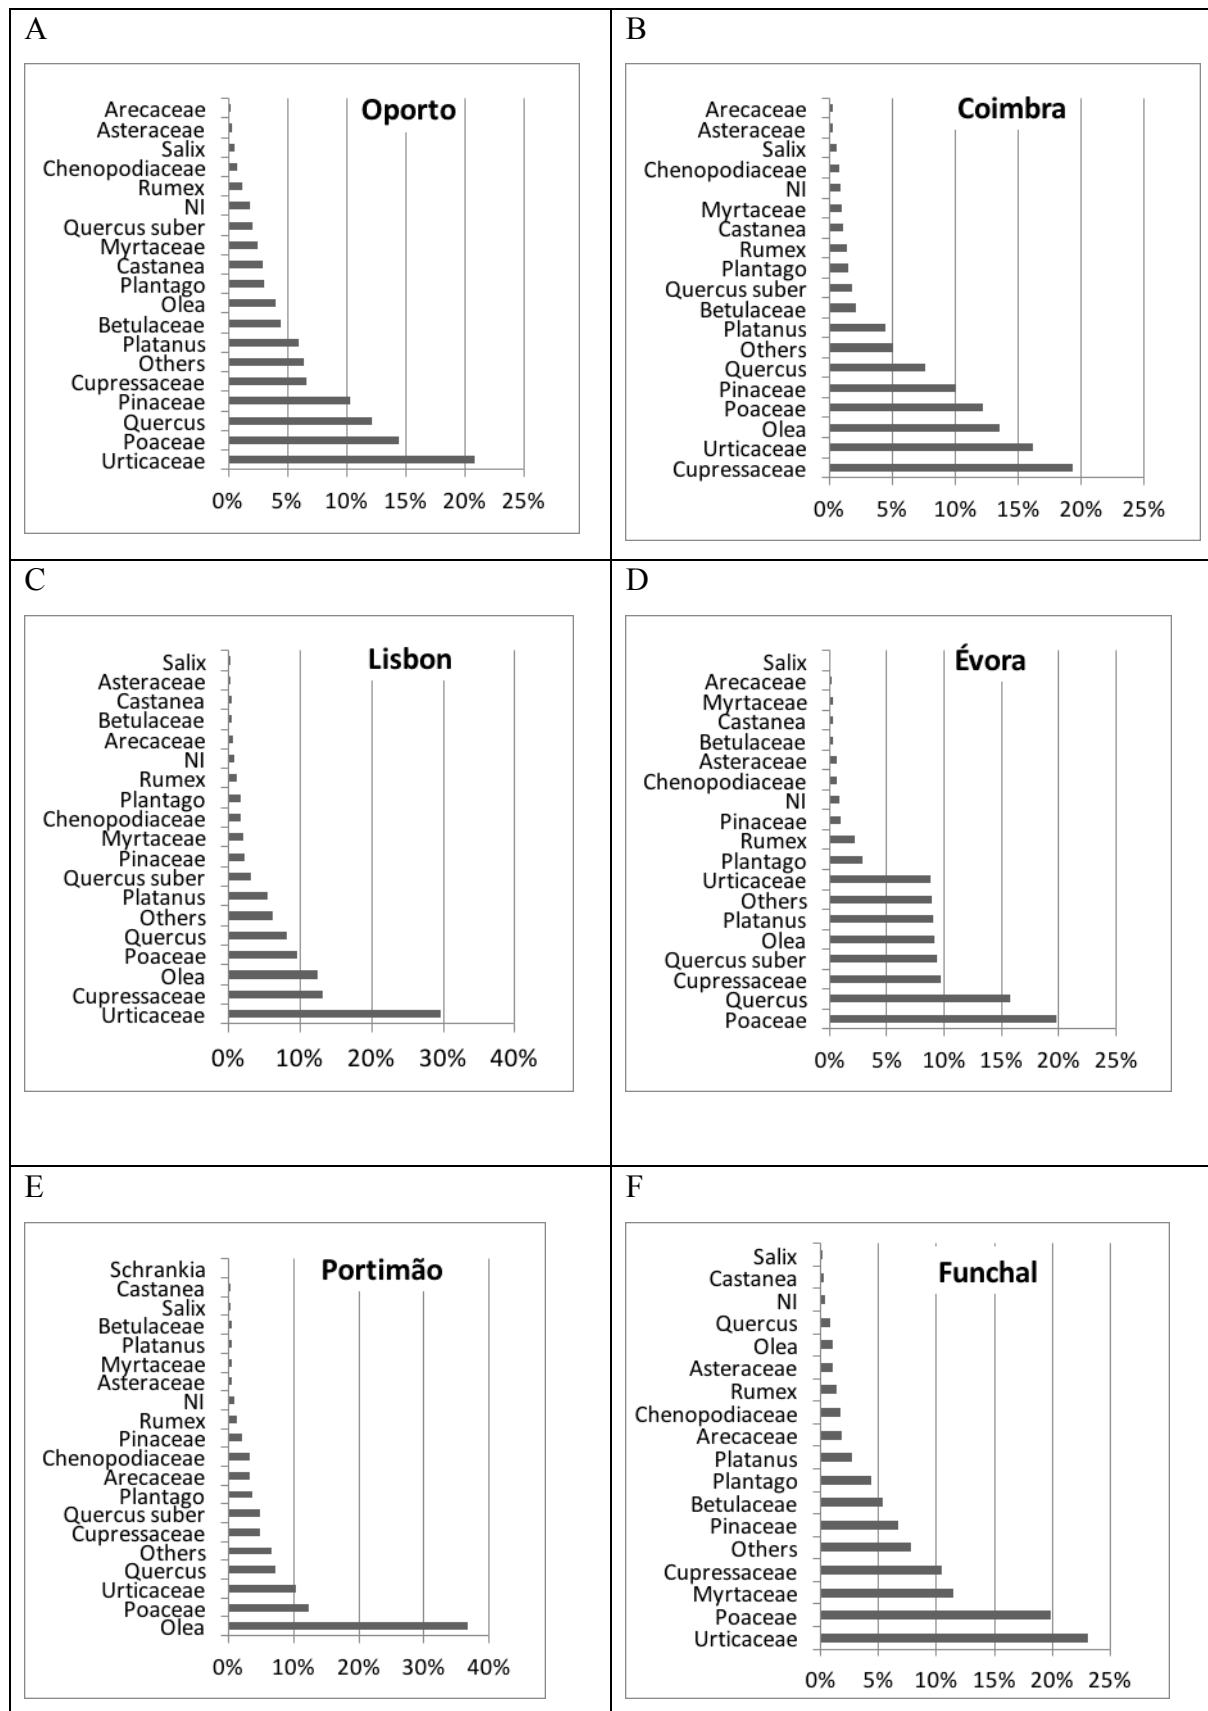 A
Oporto
Arecaceae
Asteraceae
Salix
Chenopodiaceae
Rumex
NI
Quercus suber
Myrtaceae
Castanea
Plantago
Olea
Betulaceae
Platanus
Others
Cupressaceae
Pinaceae
Quercus
Poaceae
Urticaceae
0% 5% 10% 15% 20% 25%
B
Coimbra
Arecaceae
Asteraceae
Salix
Chenopodiaceae
NI
Myrtaceae
Castanea
Rumex
Plantago
Quercus suber
Betulaceae
Platanus
Others
Quercus
Pinaceae
Poaceae
Olea
Urticaceae
Cupressaceae
0% 5% 10% 15% 20% 25%
C
Lisbon
Salix
Asteraceae
Castanea
Betulaceae
Arecaceae
NI
Rumex
Plantago
Chenopodiaceae
Myrtaceae
Pinaceae
Quercus suber
Platanus
Others
Quercus
Poaceae
Olea
Cupressaceae
Urticaceae
0% 10% 20% 30% 40%
D
Évora
Salix
Arecaceae
Myrtaceae
Castanea
Betulaceae
Asteraceae
Chenopodiaceae
NI
Pinaceae
Rumex
Plantago
Urticaceae
Others
Platanus
Olea
Quercus suber
Cupressaceae
Quercus
Poaceae
0% 5% 10% 15% 20% 25%
E
Portimão
Schrankia
Castanea
Salix
Betulaceae
Platanus
Myrtaceae
Asteraceae
NI
Rumex
Pinaceae
Chenopodiaceae
Arecaceae
Plantago
Quercus suber
Cupressaceae
Others
Quercus
Urticaceae
Poaceae
Olea
0% 10% 20% 30% 40%
F
Funchal
Salix
Castanea
NI
Quercus
Olea
Asteraceae
Rumex
Chenopodiaceae
Arecaceae
Platanus
Plantago
Betulaceae
Pinaceae
Others
Cupressaceae
Myrtaceae
Poaceae
Urticaceae
0% 5% 10% 15% 20% 25%